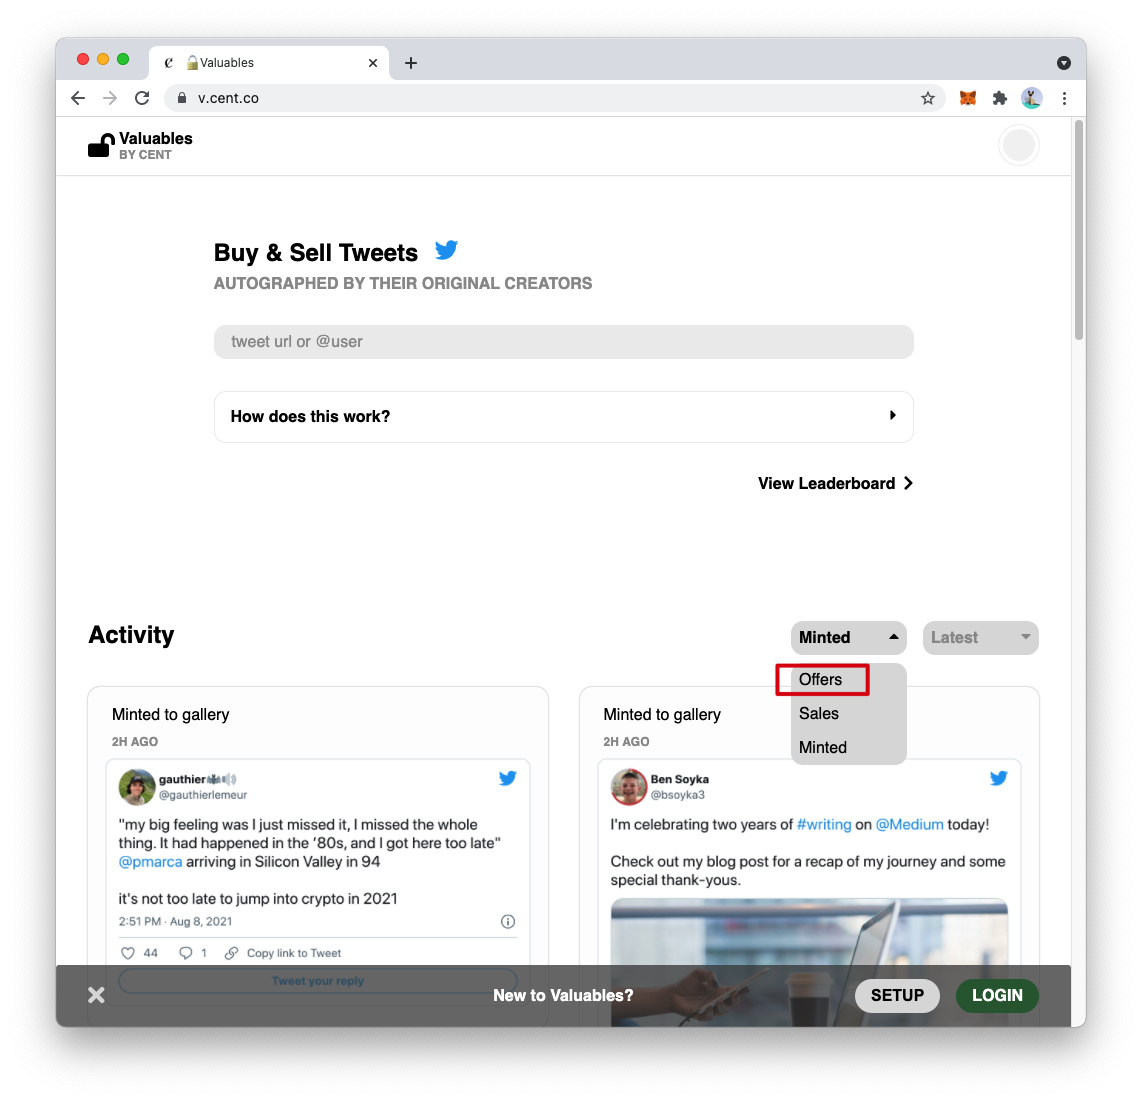 Valuables
v.cent.co
Valuables
BY CENT
Buy & Sell Tweets
AUTOGRAPHED BY THEIR ORIGINAL CREATORS
tweet url or @user
How does this work?
View Leaderboard
Activity
Minted
Latest
Offers
Sales
Minted
Minted to gallery
2H AGO
gauthier
@gauthierlemeur
"my big feeling was I just missed it, I missed the whole
thing. It had happened in the ’80s, and I got here too late"
@pmarca arriving in Silicon Valley in 94
it's not too late to jump into crypto in 2021
2:51 PM · Aug 8, 2021
44
1
Copy link to Tweet
Tweet your reply
Minted to gallery
2H AGO
Ben Soyka
@bsoyka3
I'm celebrating two years of #writing on @Medium today!
Check out my blog post for a recap of my journey and some
special thank-yous.
New to Valuables?
SETUP
LOGIN